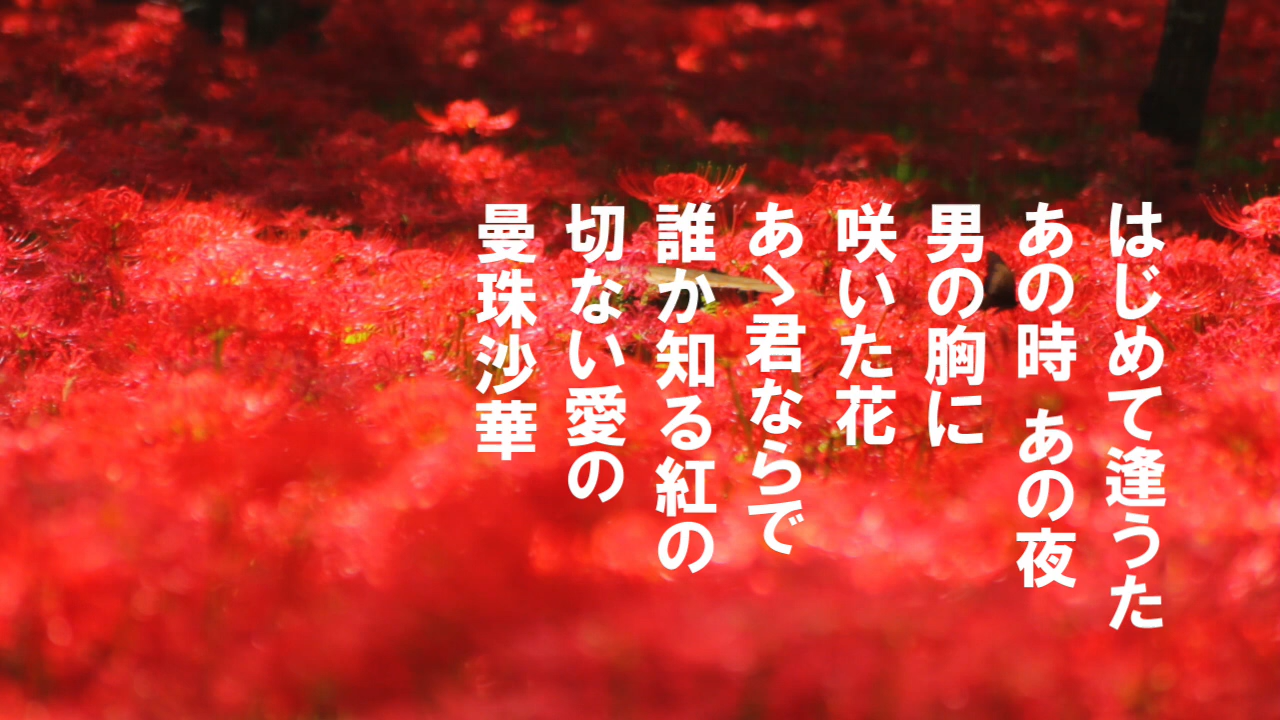 はじめて逢うた
あの時 あの夜
男の胸に
咲いた花
あゝ君ならで
誰か知る紅の
切ない愛の
曼珠沙華